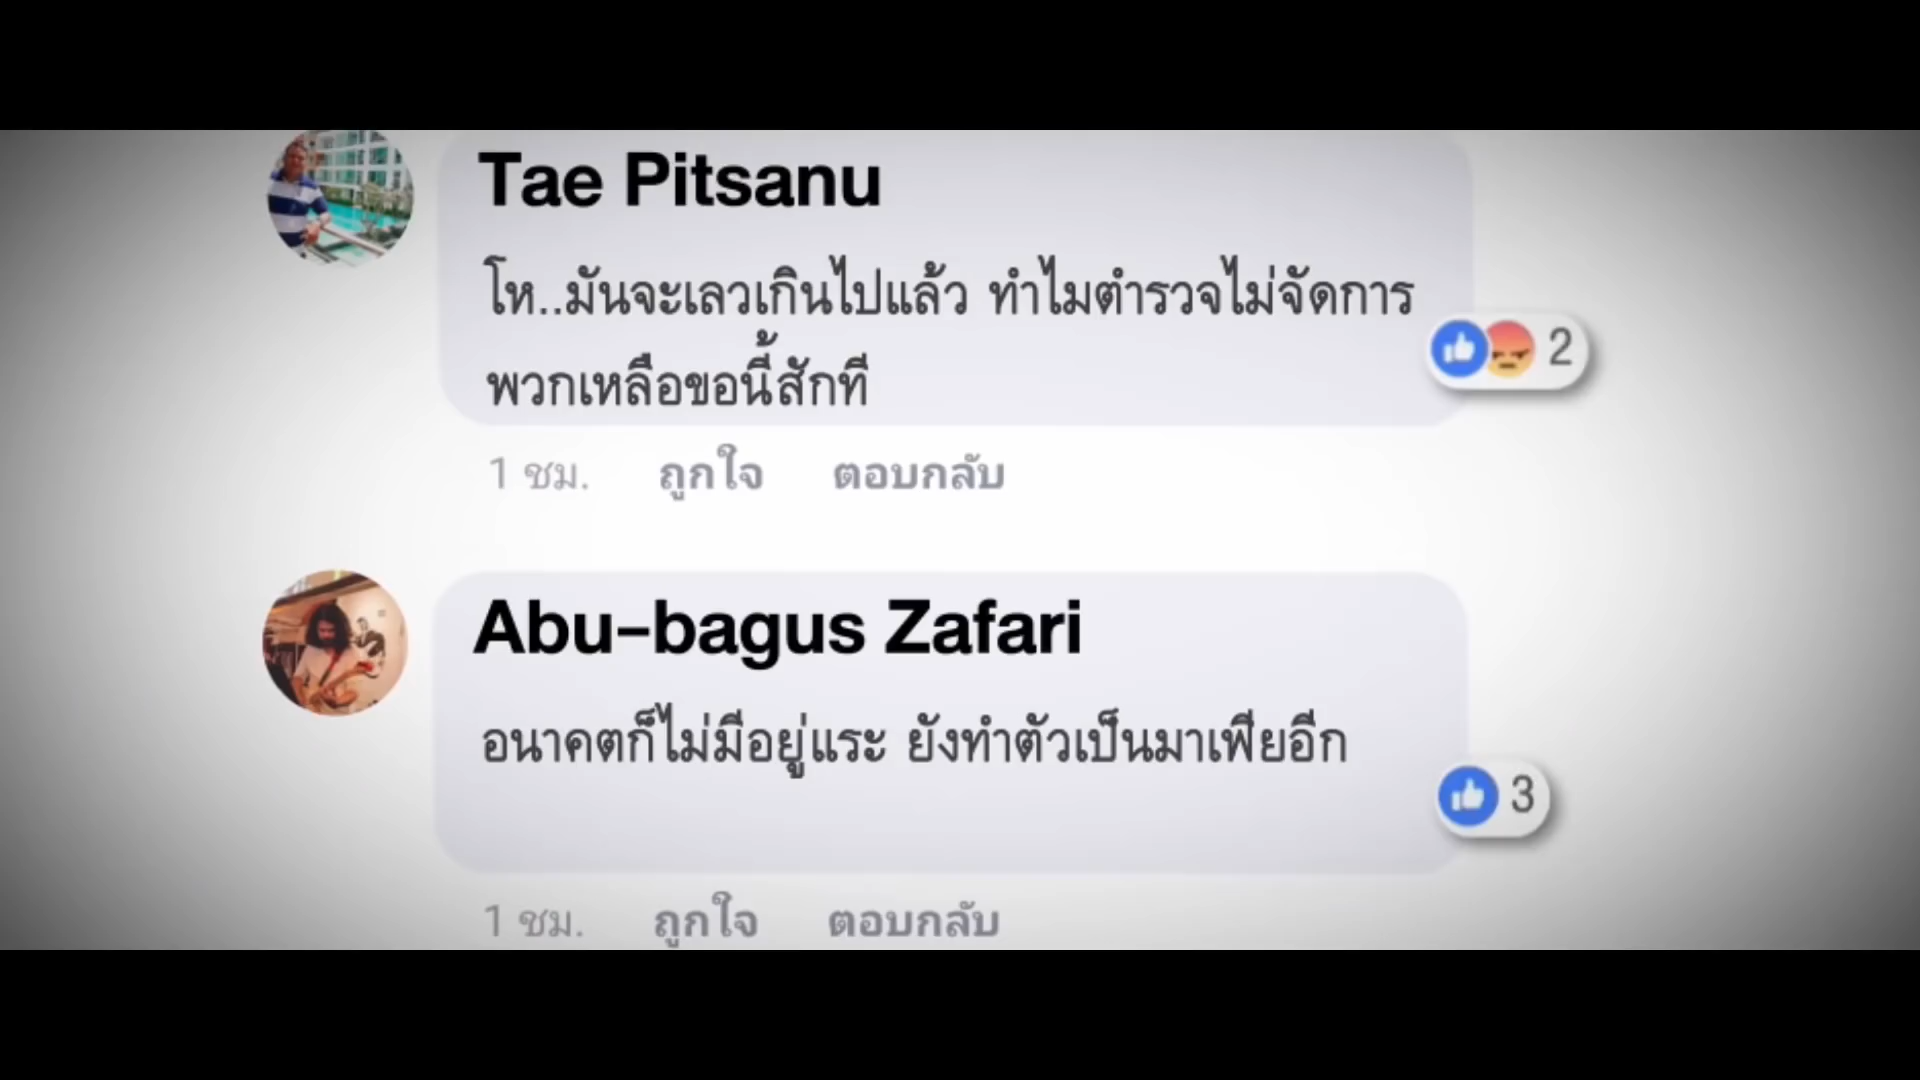 Tae Pitsanu
โห..มันจะเลวเกินไปแล้ว ทำไมตำรวจไม่จัดการ
พวกเหลือขอนี้สักที
2
1 ชม. ถูกใจ ตอบกลับ
Abu-bagus Zafari
อนาคตก็ไม่มีอยู่แระ ยังทำตัวเป็นมาเฟียอีก
3
1 ชม. ถูกใจ ตอบกลับ